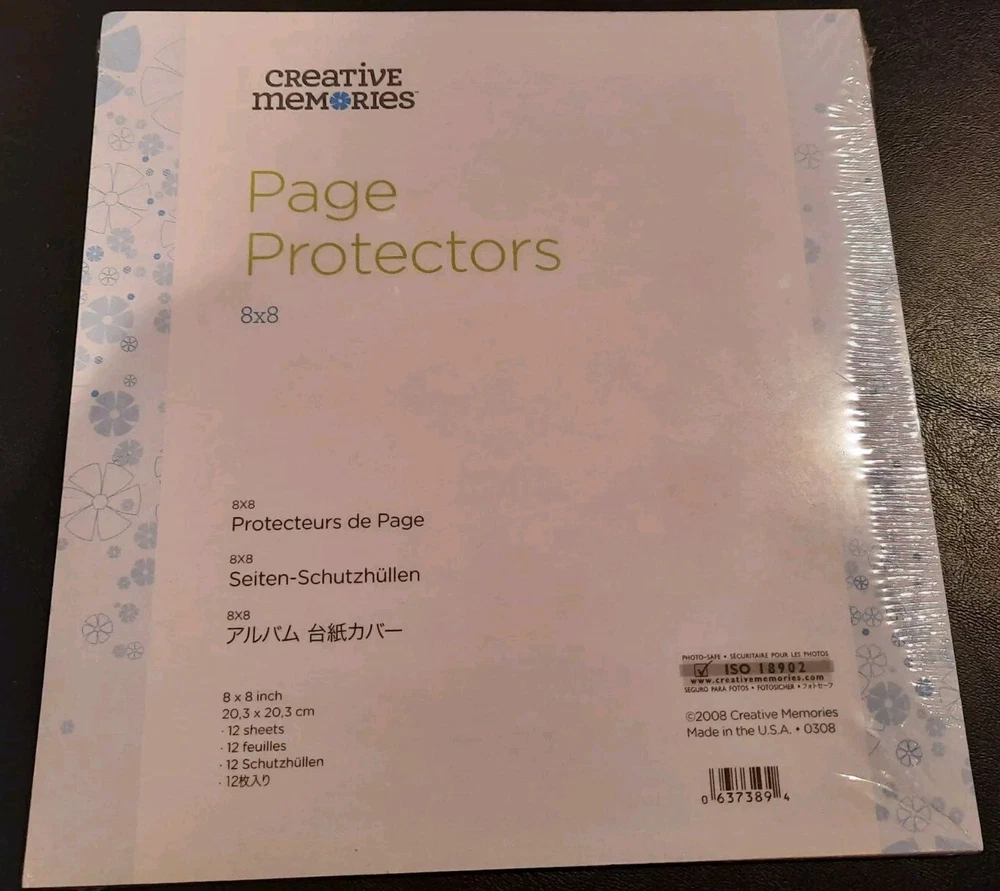 CREATIVE
MEMORIES
Page
Protectors
8x8
8X8
Protecteurs de Page
8X8
Seiten-Schutzhüllen
8X8
アルバム 台紙カバー
8 x 8 inch
20,3 x 20,3 cm
· 12 sheets
· 12 feuilles
· 12 Schutzhüllen
· 12枚入り
PHOTO-SAFE • SÉCURITAIRE POUR LES PHOTOS
ISO 18902
www.creativememories.com
SEGURO PARA FOTOS • FOTOSICHER • フォトセーフ
©2008 Creative Memories
Made in the U.S.A. • 0308
0 637389 4